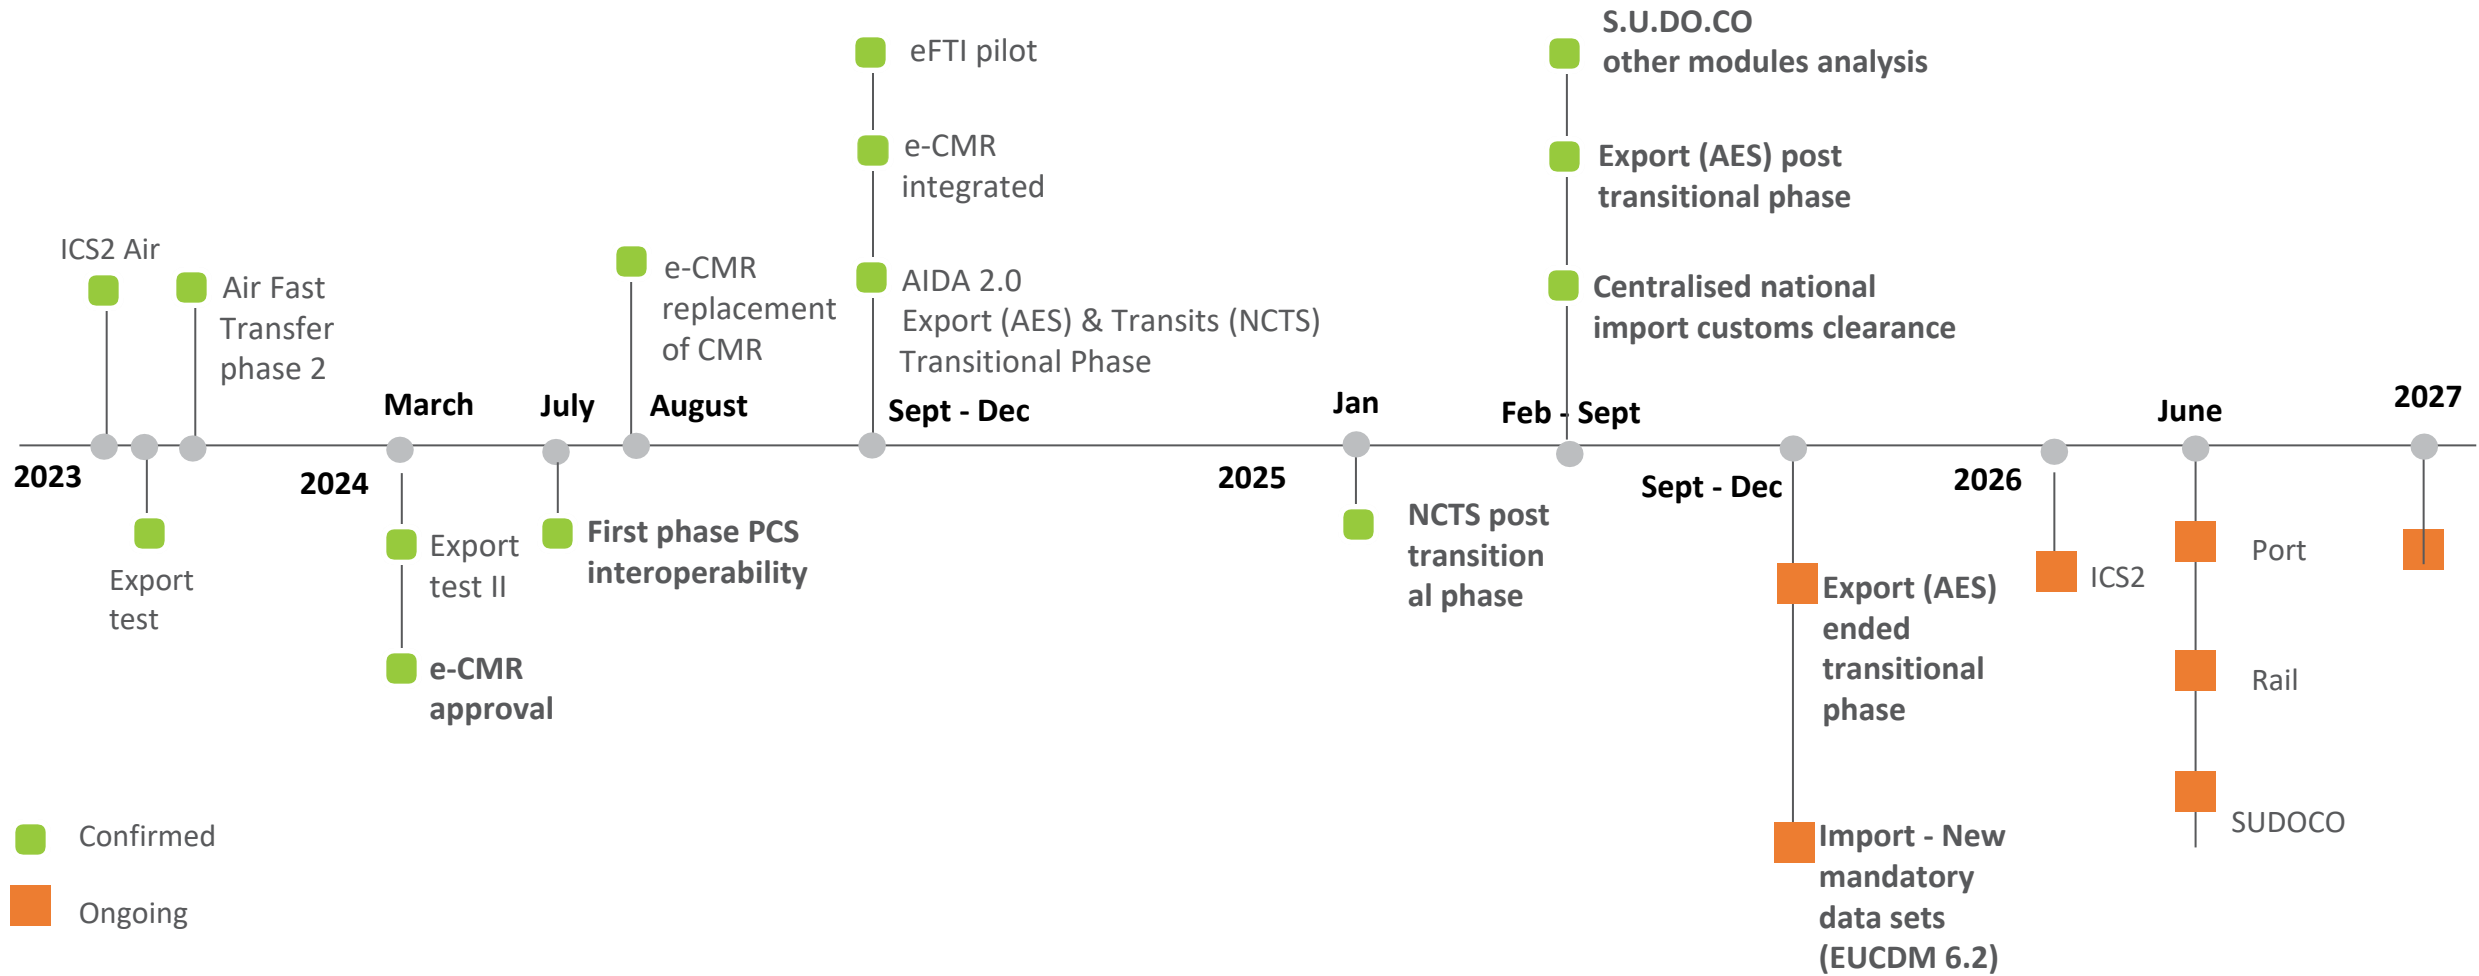 S.U.DO.CO
other modules analysis
eFTI pilot
e-CMR
integrated
Export (AES) post
transitional phase
ICS2 Air
Air Fast
Transfer
phase 2
e-CMR
replacement
of CMR
AIDA 2.0
Export (AES) & Transits (NCTS)
Transitional Phase
Centralised national
import customs clearance
March
July
August
Sept - Dec
Jan
Feb - Sept
June
2027
2023
2024
2025
Sept - Dec
2026
Export
test
Export
test II
First phase PCS
interoperability
NCTS post
transition
al phase
Export (AES)
ended
transitional
phase
ICS2
Port
e-CMR
approval
Rail
SUDOCO
Import - New
mandatory
data sets
(EUCDM 6.2)
Confirmed
Ongoing